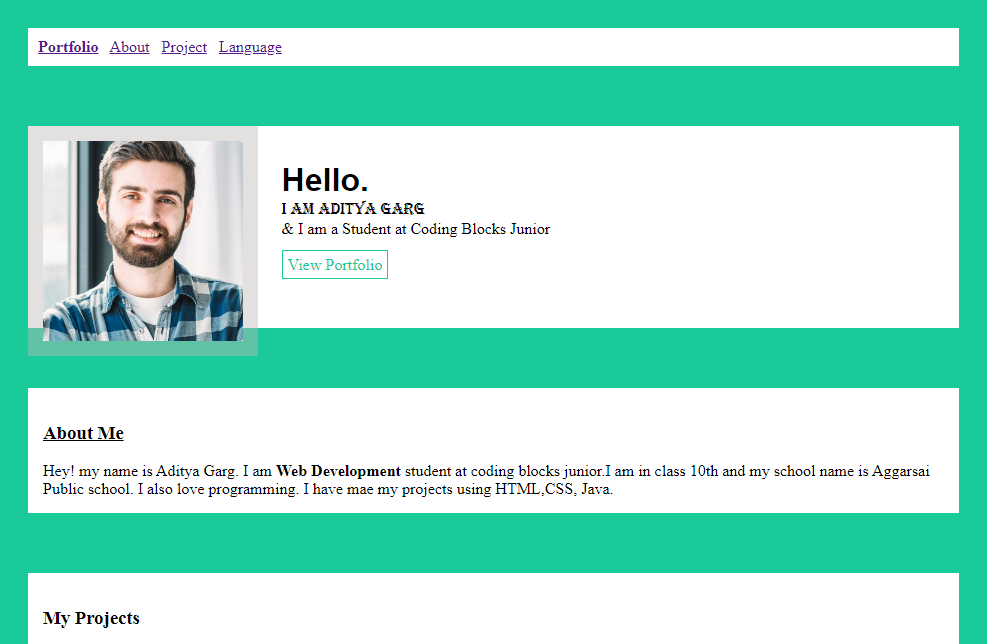 Portfolio About Project Language
Hello.
I AM ADITYA GARG
& I am a Student at Coding Blocks Junior
View Portfolio
About Me
Hey! my name is Aditya Garg. I am Web Development student at coding blocks junior.I am in class 10th and my school name is Aggarsai
Public school. I also love programming. I have mae my projects using HTML,CSS, Java.
My Projects